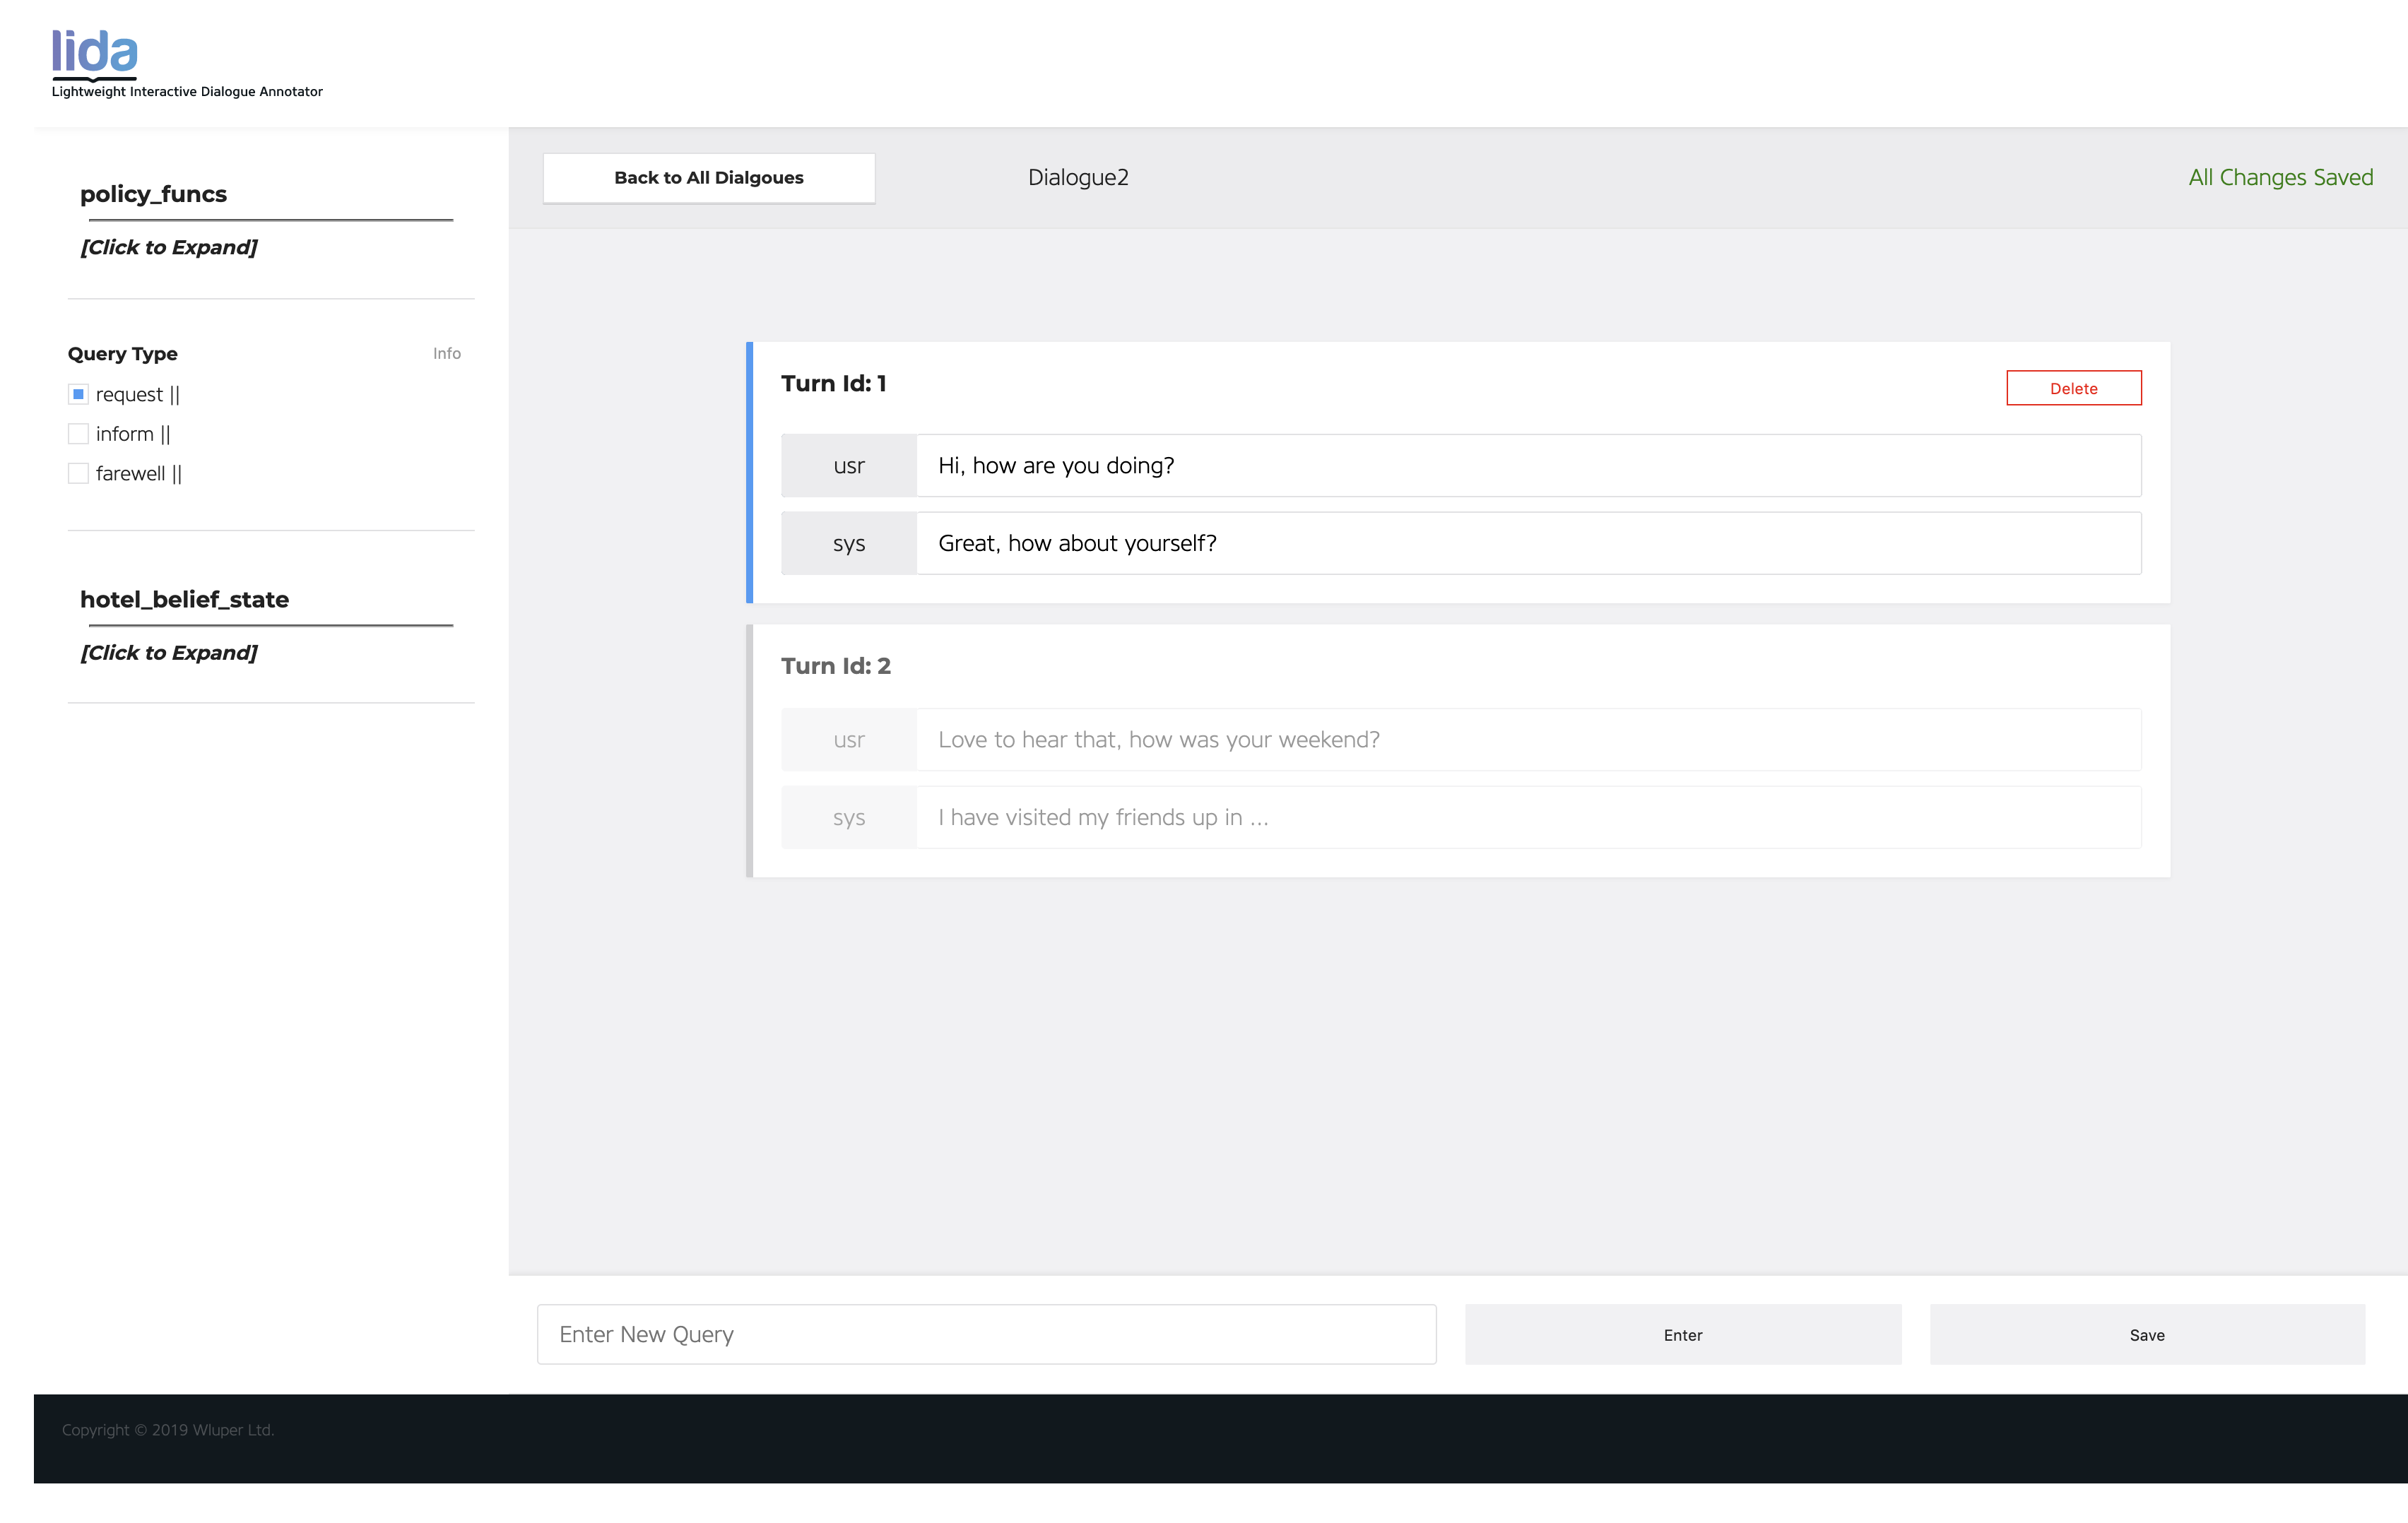 lida
Lightweight Interactive Dialogue Annotator
policy_funcs
[Click to Expand]
Query Type Info
request ||
inform ||
farewell ||
hotel_belief_state
[Click to Expand]
Back to All Dialgoues Dialogue2 All Changes Saved
Turn Id: 1 Delete
usr Hi, how are you doing?
sys Great, how about yourself?
Turn Id: 2
usr Love to hear that, how was your weekend?
sys I have visited my friends up in ...
Enter New Query Enter Save
Copyright © 2019 Wluper Ltd.